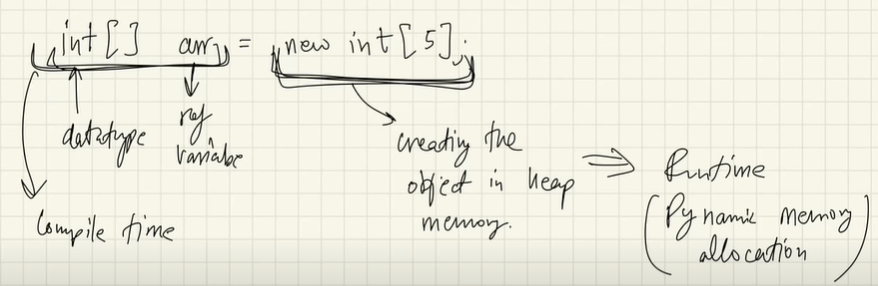 int[] arr = new int[5];
datatype
ref
variable
Compile time
creating the
object in heap
memory.
Runtime
(Dynamic memory
allocation)